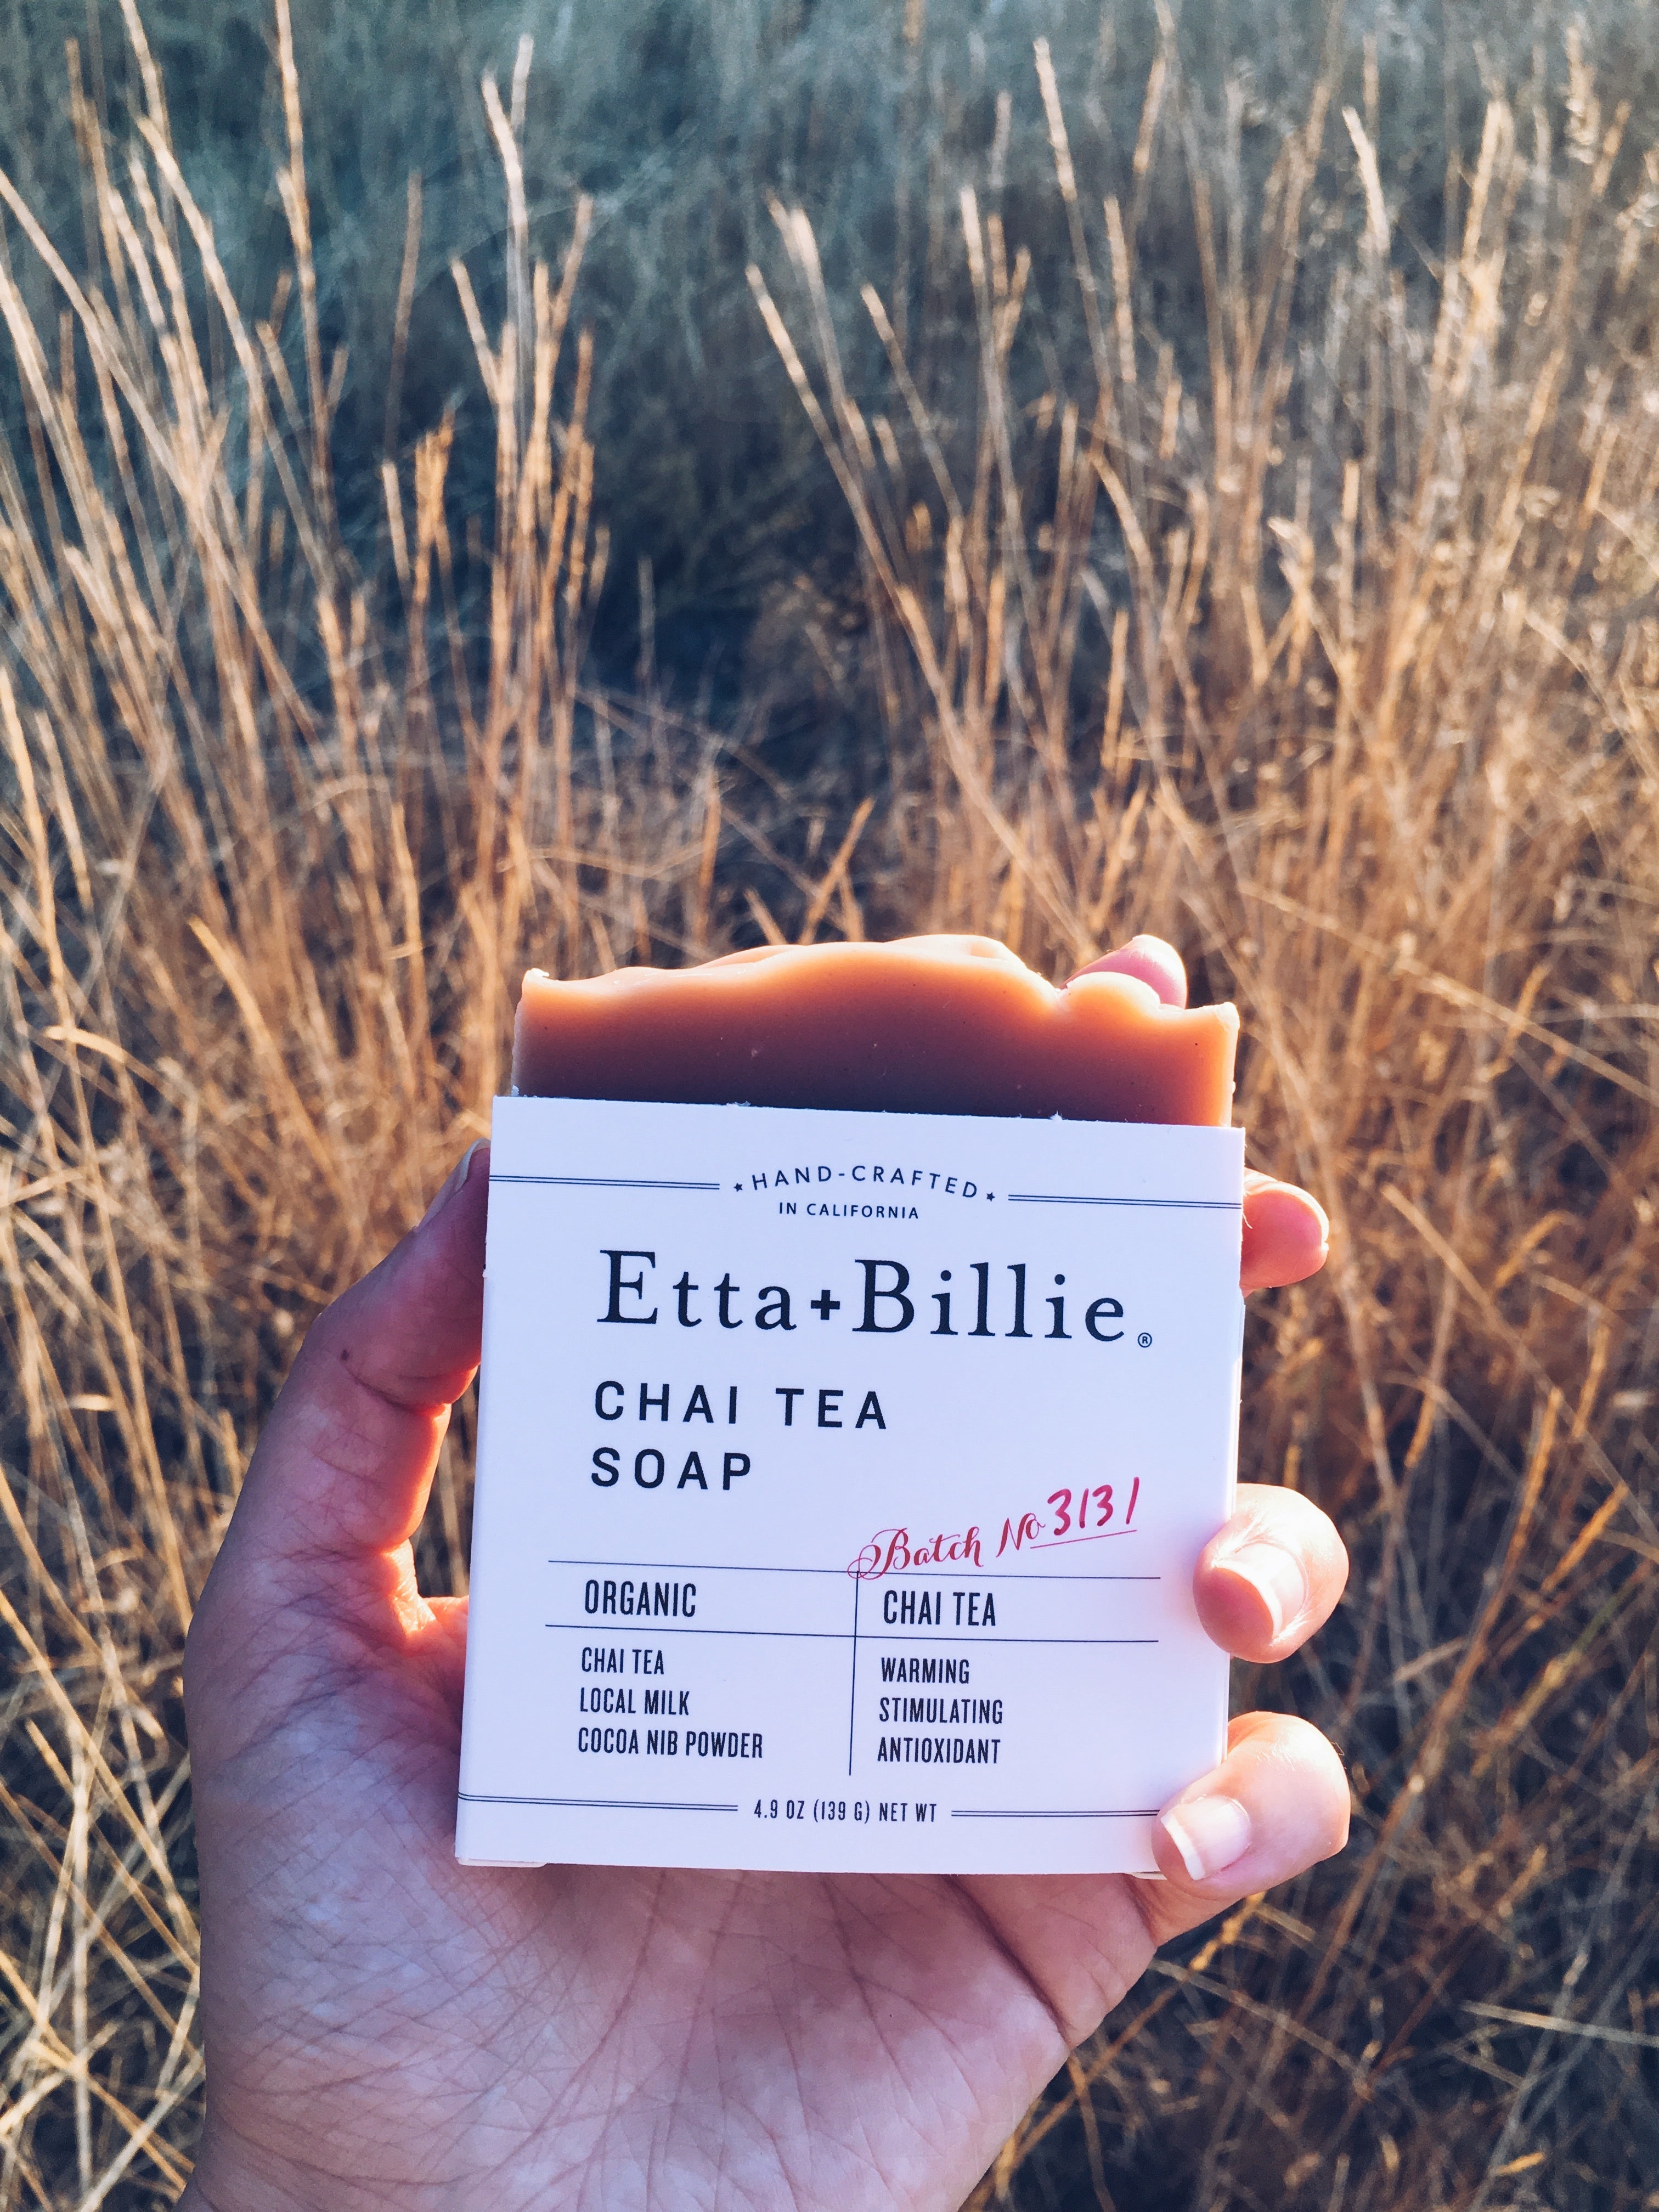 HAND-CRAFTED
IN CALIFORNIA
Etta+Billie®
CHAI TEA
SOAP
Batch No 3131
ORGANIC
CHAI TEA
LOCAL MILK
COCOA NIB POWDER
CHAI TEA
WARMING
STIMULATING
ANTIOXIDANT
4.9 OZ (139 G) NET WT